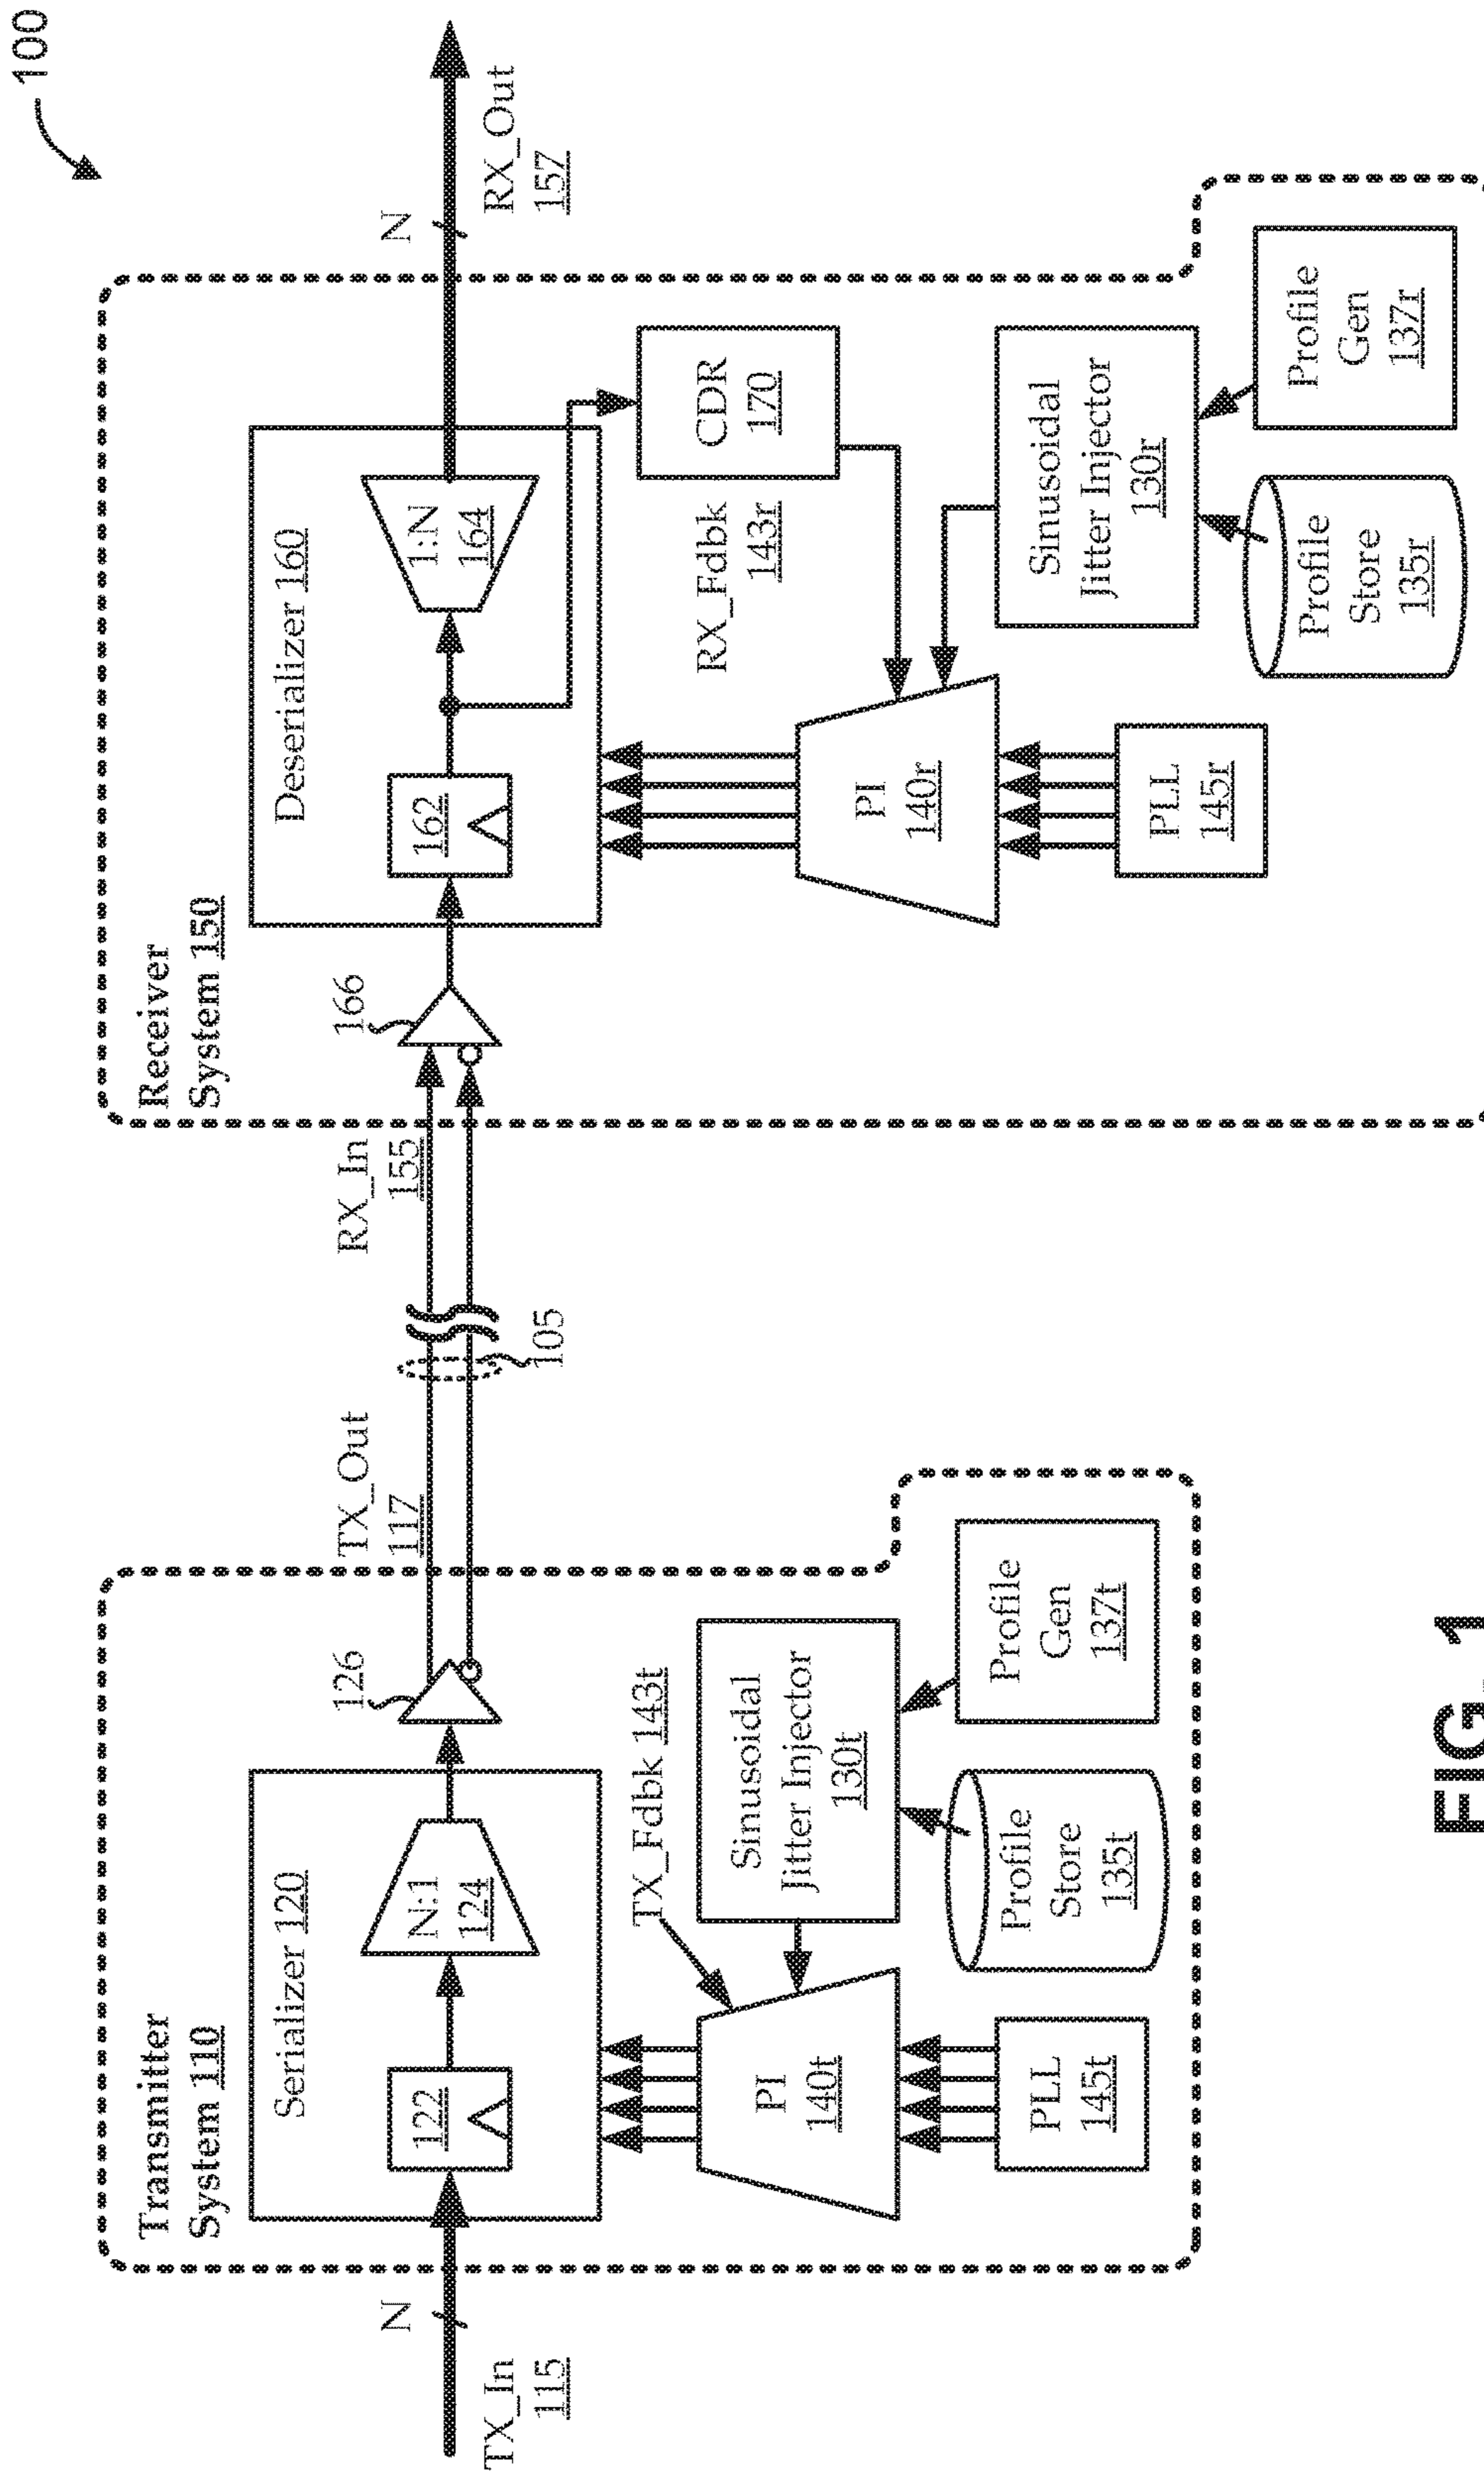 100
Transmitter
System 110
Serializer 120
122
N:1
124
126
N
TX_In
115
TX_Out
117
105
RX_In
155
TX_Fdbk 143t
PI
140t
PLL
145t
Sinusoidal
Jitter Injector
130t
Profile
Store
135t
Profile
Gen
137t
Receiver
System 150
166
Deserializer 160
162
1:N
164
N
RX_Out
157
CDR
170
RX_Fdbk
143r
PI
140r
PLL
145r
Sinusoidal
Jitter Injector
130r
Profile
Store
135r
Profile
Gen
137r
FIG. 1